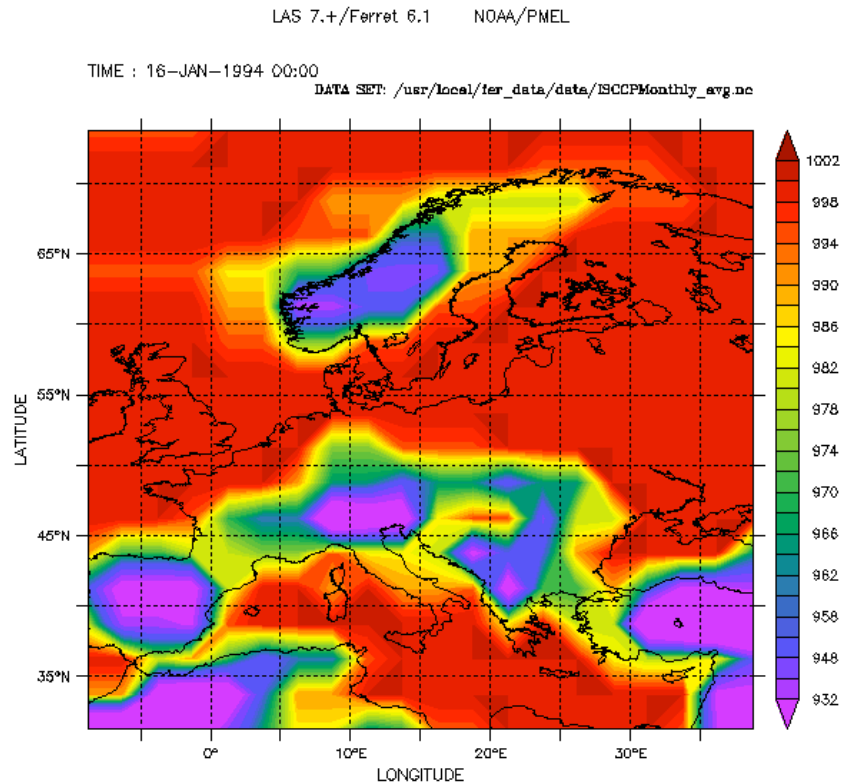 LAS 7.+/Ferret 6.1 NOAA/PMEL
TIME : 16-JAN-1994 00:00
DATA SET: /usr/local/fer_data/data/ISCCPMonthly_avg.nc
1002
998
994
990
986
982
978
974
970
966
962
958
948
932
65°N
55°N
45°N
35°N
LATITUDE
0° 10°E 20°E 30°E
LONGITUDE